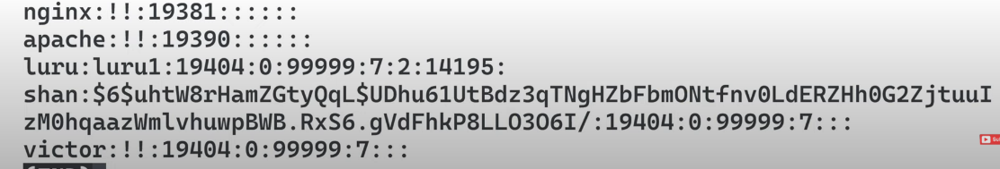 nginx:!!:19381::::::
apache:!!:19390::::::
luru:luru1:19404:0:99999:7:2:14195:
shan:$6$uhtW8rHamZGtyQqL$UDhu61UtBdz3qTNgHZbFbmONtfnv0LdERZHh0G2ZjtuuI
zM0hqaazWmlvhuwpBWB.RxS6.gVdFhkP8LLO3O6I/:19404:0:99999:7:::
victor:!!:19404:0:99999:7:::